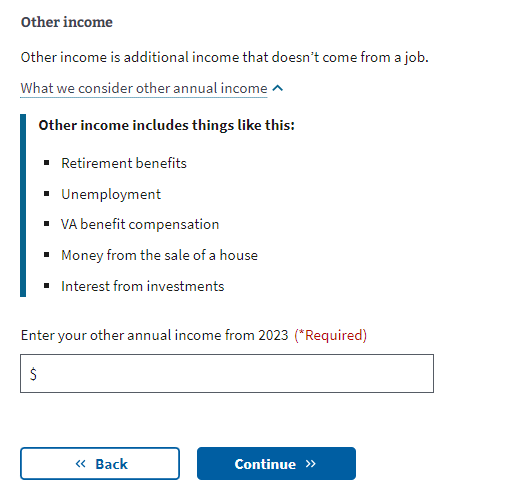 Other income
Other income is additional income that doesn’t come from a job.
What we consider other annual income
Other income includes things like this:
Retirement benefits
Unemployment
VA benefit compensation
Money from the sale of a house
Interest from investments
Enter your other annual income from 2023 (*Required)
$
« Back
Continue »